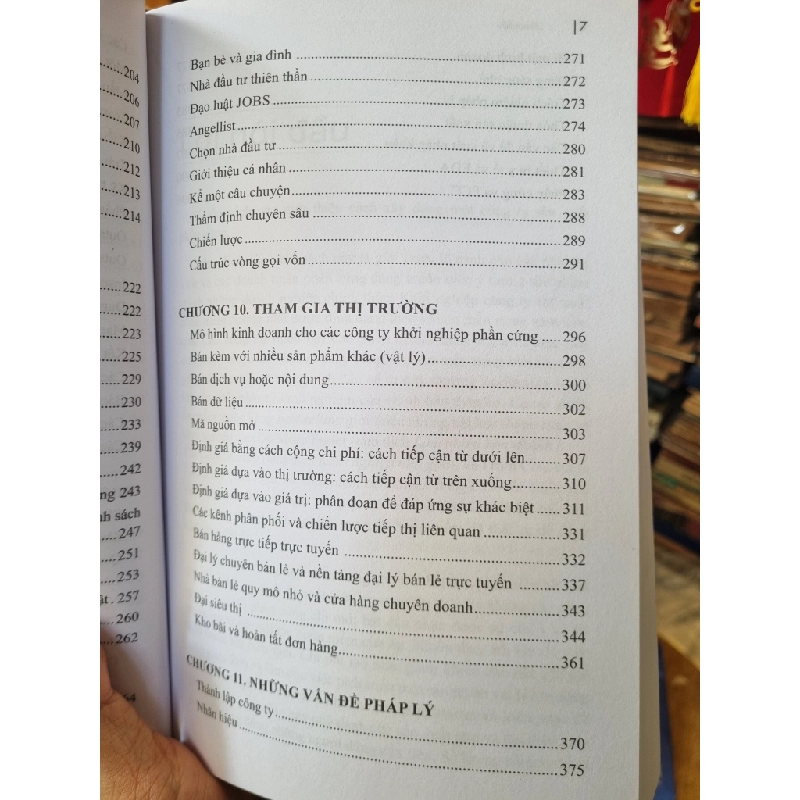 204
206
207
210
212
213
214
222
222
223
225
229
230
233
239
242
ng 243
nh sách
247
251
253
ật. 257
260
262
64
|7
Bạn bè và gia đình 271
Nhà đầu tư thiên thần 272
Đạo luật JOBS 273
Angellist 274
Chọn nhà đầu tư 280
Giới thiệu cá nhân 281
Kể một câu chuyện 283
Thẩm định chuyên sâu 288
Chiến lược 289
Cấu trúc vòng gọi vốn 291
CHƯƠNG 10. THAM GIA THỊ TRƯỜNG
Mô hình kinh doanh cho các công ty khởi nghiệp phần cứng 296
Bán kèm với nhiều sản phẩm khác (vật lý) 298
Bán dịch vụ hoặc nội dung 300
Bán dữ liệu 302
Mã nguồn mở 303
Định giá bằng cách cộng chi phí: cách tiếp cận từ dưới lên 307
Định giá dựa vào thị trường: cách tiếp cận từ trên xuống 310
Định giá dựa vào giá trị: phân đoạn để đáp ứng sự khác biệt 311
Các kênh phân phối và chiến lược tiếp thị liên quan 331
Bán hàng trực tiếp trực tuyến 332
Đại lý chuyên bán lẻ và nền tảng đại lý bán lẻ trực tuyến 337
Nhà bán lẻ quy mô nhỏ và cửa hàng chuyên doanh 343
Đại siêu thị 344
Kho bãi và hoàn tất đơn hàng 361
CHƯƠNG 11. NHỮNG VẤN ĐỀ PHÁP LÝ
Thành lập công ty 370
Nhãn hiệu 375